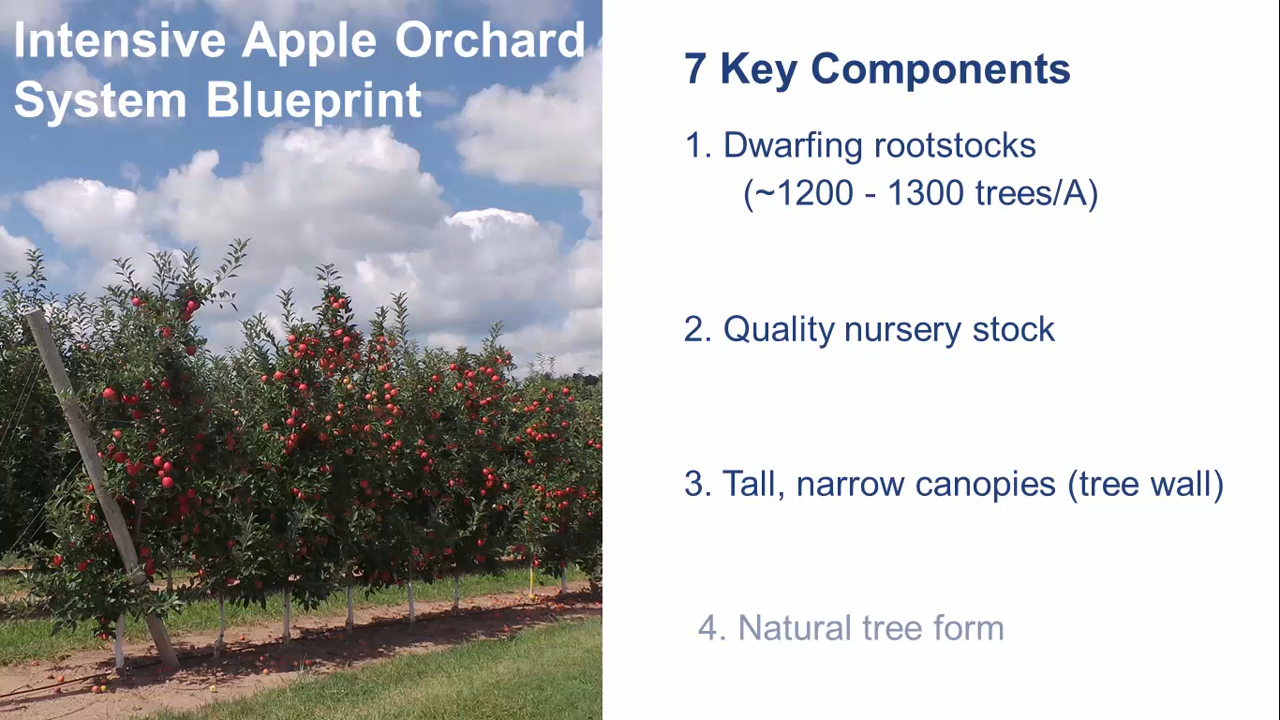 Intensive Apple Orchard
System Blueprint
7 Key Components
1. Dwarfing rootstocks
(~1200 - 1300 trees/A)
2. Quality nursery stock
3. Tall, narrow canopies (tree wall)
4. Natural tree form